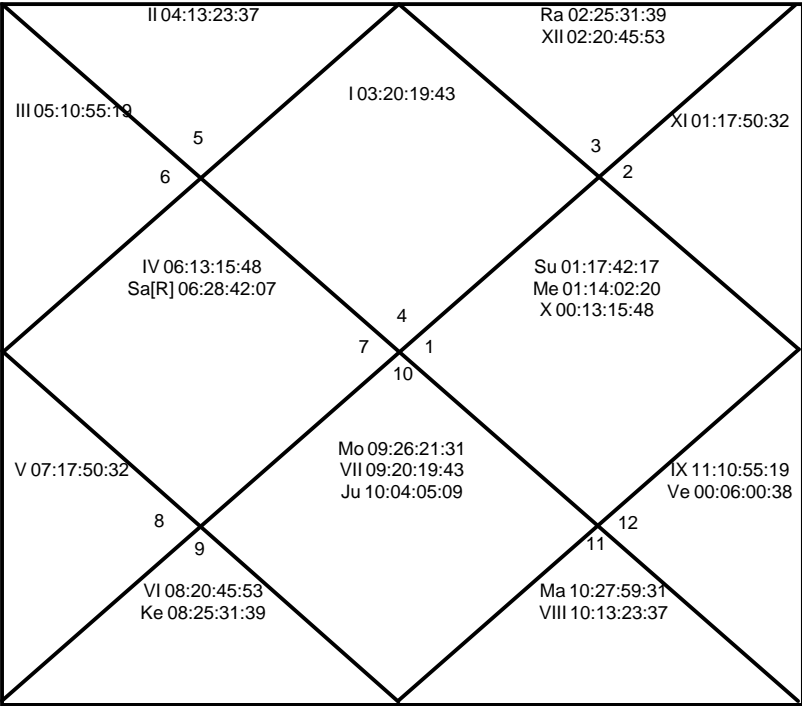 II 04:13:23:37
Ra 02:25:31:39
XII 02:20:45:53
I 03:20:19:43
III 05:10:55:19
XI 01:17:50:32
5
3
6
2
IV 06:13:15:48
Sa[R] 06:28:42:07
Su 01:17:42:17
Me 01:14:02:20
X 00:13:15:48
4
7
1
10
Mo 09:26:21:31
VII 09:20:19:43
Ju 10:04:05:09
V 07:17:50:32
IX 11:10:55:19
Ve 00:06:00:38
8
9
12
11
VI 08:20:45:53
Ke 08:25:31:39
Ma 10:27:59:31
VIII 10:13:23:37